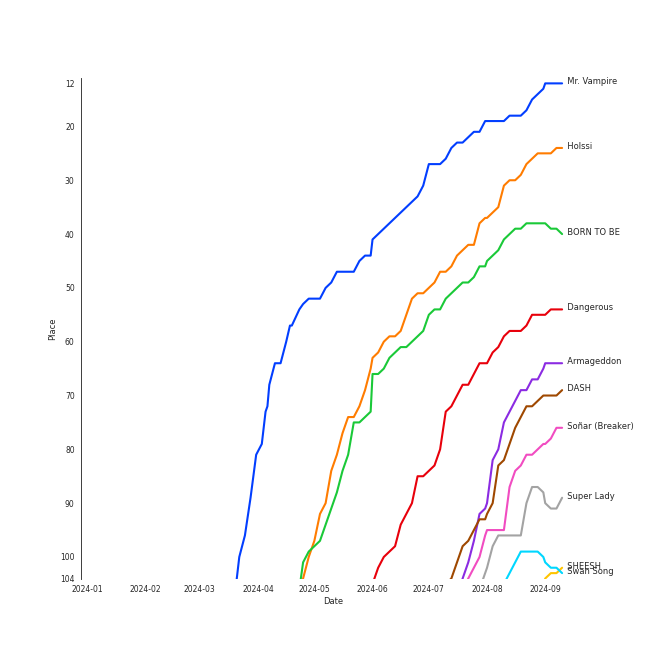 12
Mr. Vampire
20
Holssi
30
40
BORN TO BE
50
Dangerous
60
Armageddon
70
DASH
Soñar (Breaker)
80
90
Super Lady
100
SHEESH
Swan Song
104
Place
2024-01
2024-02
2024-03
2024-04
2024-05
2024-06
2024-07
2024-08
2024-09
Date